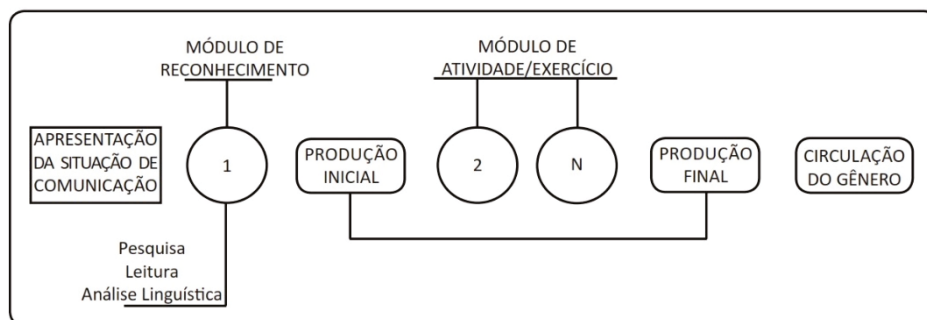 MÓDULO DE
RECONHECIMENTO
MÓDULO DE
ATIVIDADE/EXERCÍCIO
APRESENTAÇÃO
DA SITUAÇÃO DE
COMUNICAÇÃO
1
PRODUÇÃO
INICIAL
2
N
PRODUÇÃO
FINAL
CIRCULAÇÃO
DO GÊNERO
Pesquisa
Leitura
Análise Linguística